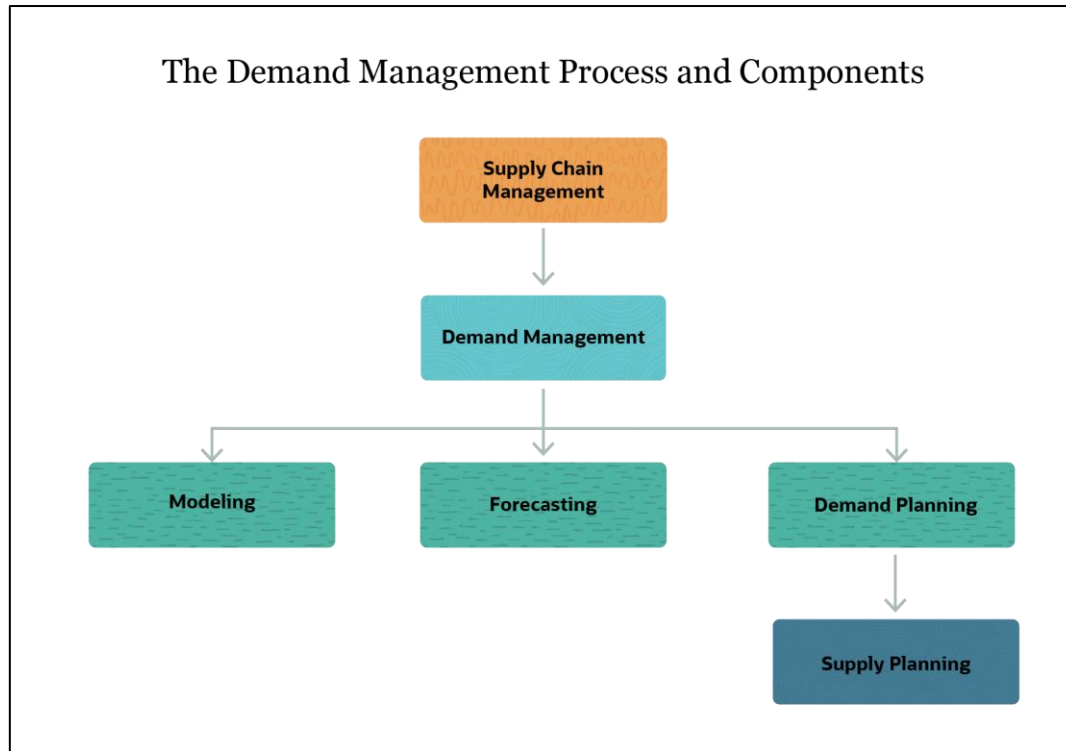 The Demand Management Process and Components
Supply Chain
Management
Demand Management
Modeling
Forecasting
Demand Planning
Supply Planning